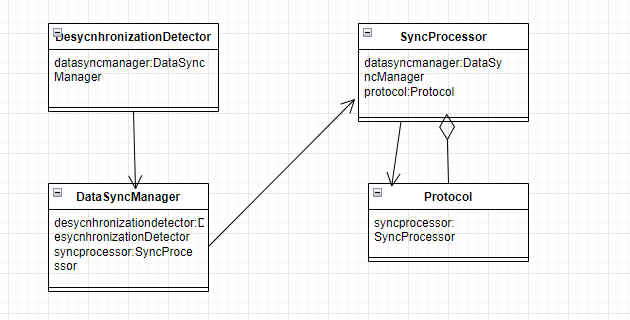 DesycnhronizationDetector
datasyncmanager:DataSync
Manager
SyncProcessor
datasyncmanager:DataSy
ncManager
protocol:Protocol
DataSyncManager
desycnhronizationdetector:D
esycnhronizationDetector
syncprocessor:SyncProce
ssor
Protocol
syncprocessor:
SyncProcessor